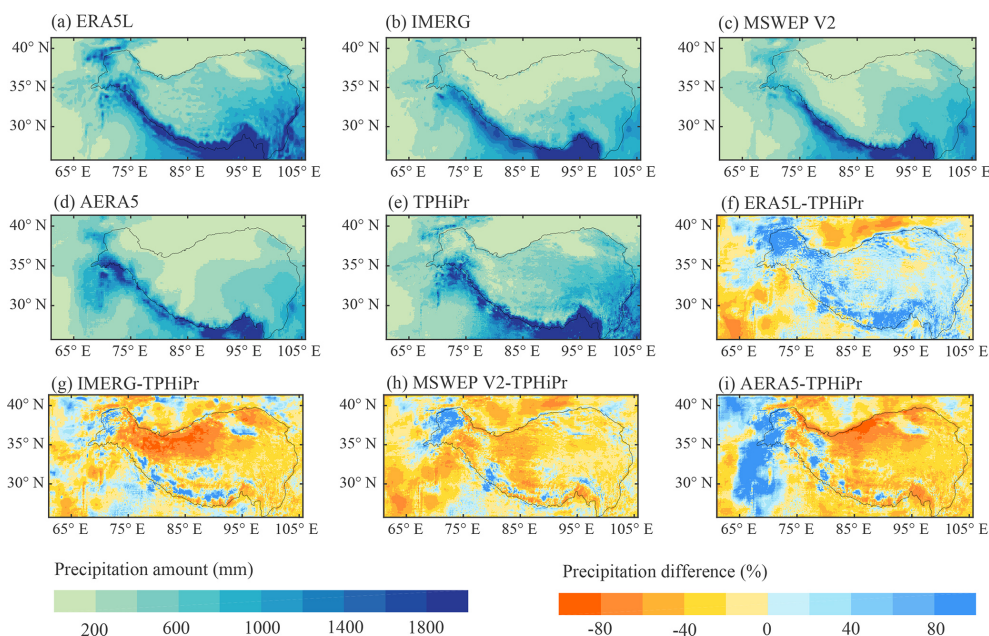 (a) ERA5L
(b) IMERG
(c) MSWEP V2
40° N
35° N
30° N
65° E 75° E 85° E 95° E 105° E
40° N
35° N
30° N
65° E 75° E 85° E 95° E 105° E
40° N
35° N
30° N
65° E 75° E 85° E 95° E 105° E
(d) AERA5
(e) TPHiPr
(f) ERA5L-TPHiPr
40° N
35° N
30° N
65° E 75° E 85° E 95° E 105° E
40° N
35° N
30° N
65° E 75° E 85° E 95° E 105° E
40° N
35° N
30° N
65° E 75° E 85° E 95° E 105° E
(g) IMERG-TPHiPr
(h) MSWEP V2-TPHiPr
(i) AERA5-TPHiPr
40° N
35° N
30° N
65° E 75° E 85° E 95° E 105° E
40° N
35° N
30° N
65° E 75° E 85° E 95° E 105° E
40° N
35° N
30° N
65° E 75° E 85° E 95° E 105° E
Precipitation amount (mm)
200 600 1000 1400 1800
Precipitation difference (%)
-80 -40 0 40 80